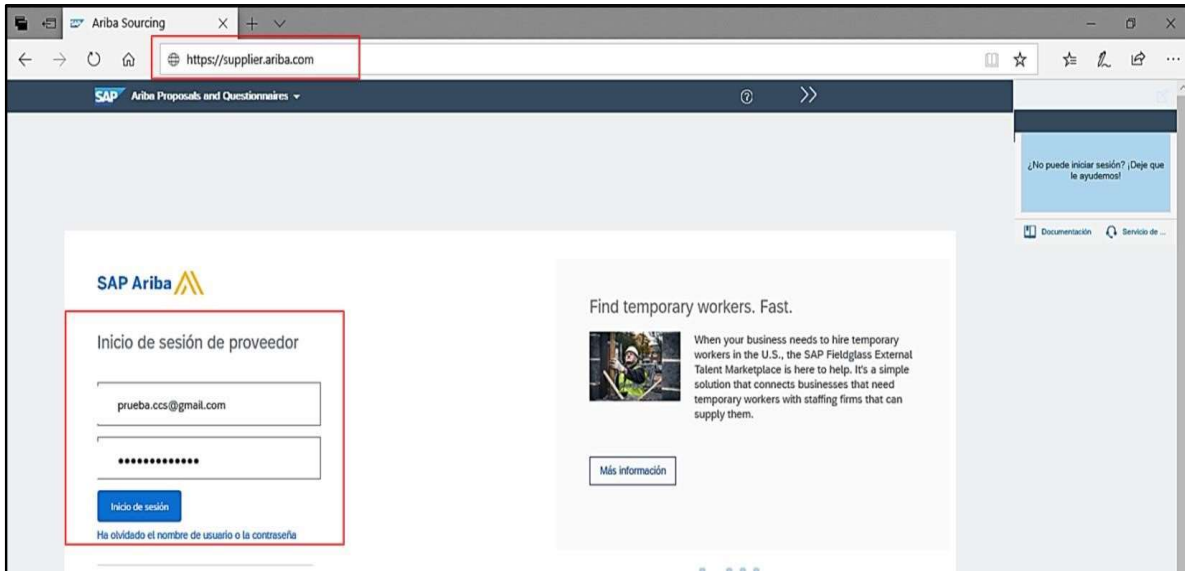 Ariba Sourcing
https://supplier.ariba.com
SAP Ariba Proposals and Questionnaires
¿No puede iniciar sesión? ¡Deje que
le ayudemos!
Documentación Servicio de ...
SAP Ariba
Inicio de sesión de proveedor
prueba.ccs@gmail.com
Inicio de sesión
Ha olvidado el nombre de usuario o la contraseña
Find temporary workers. Fast.
When your business needs to hire temporary
workers in the U.S., the SAP Fieldglass External
Talent Marketplace is here to help. It's a simple
solution that connects businesses that need
temporary workers with staffing firms that can
supply them.
Más información